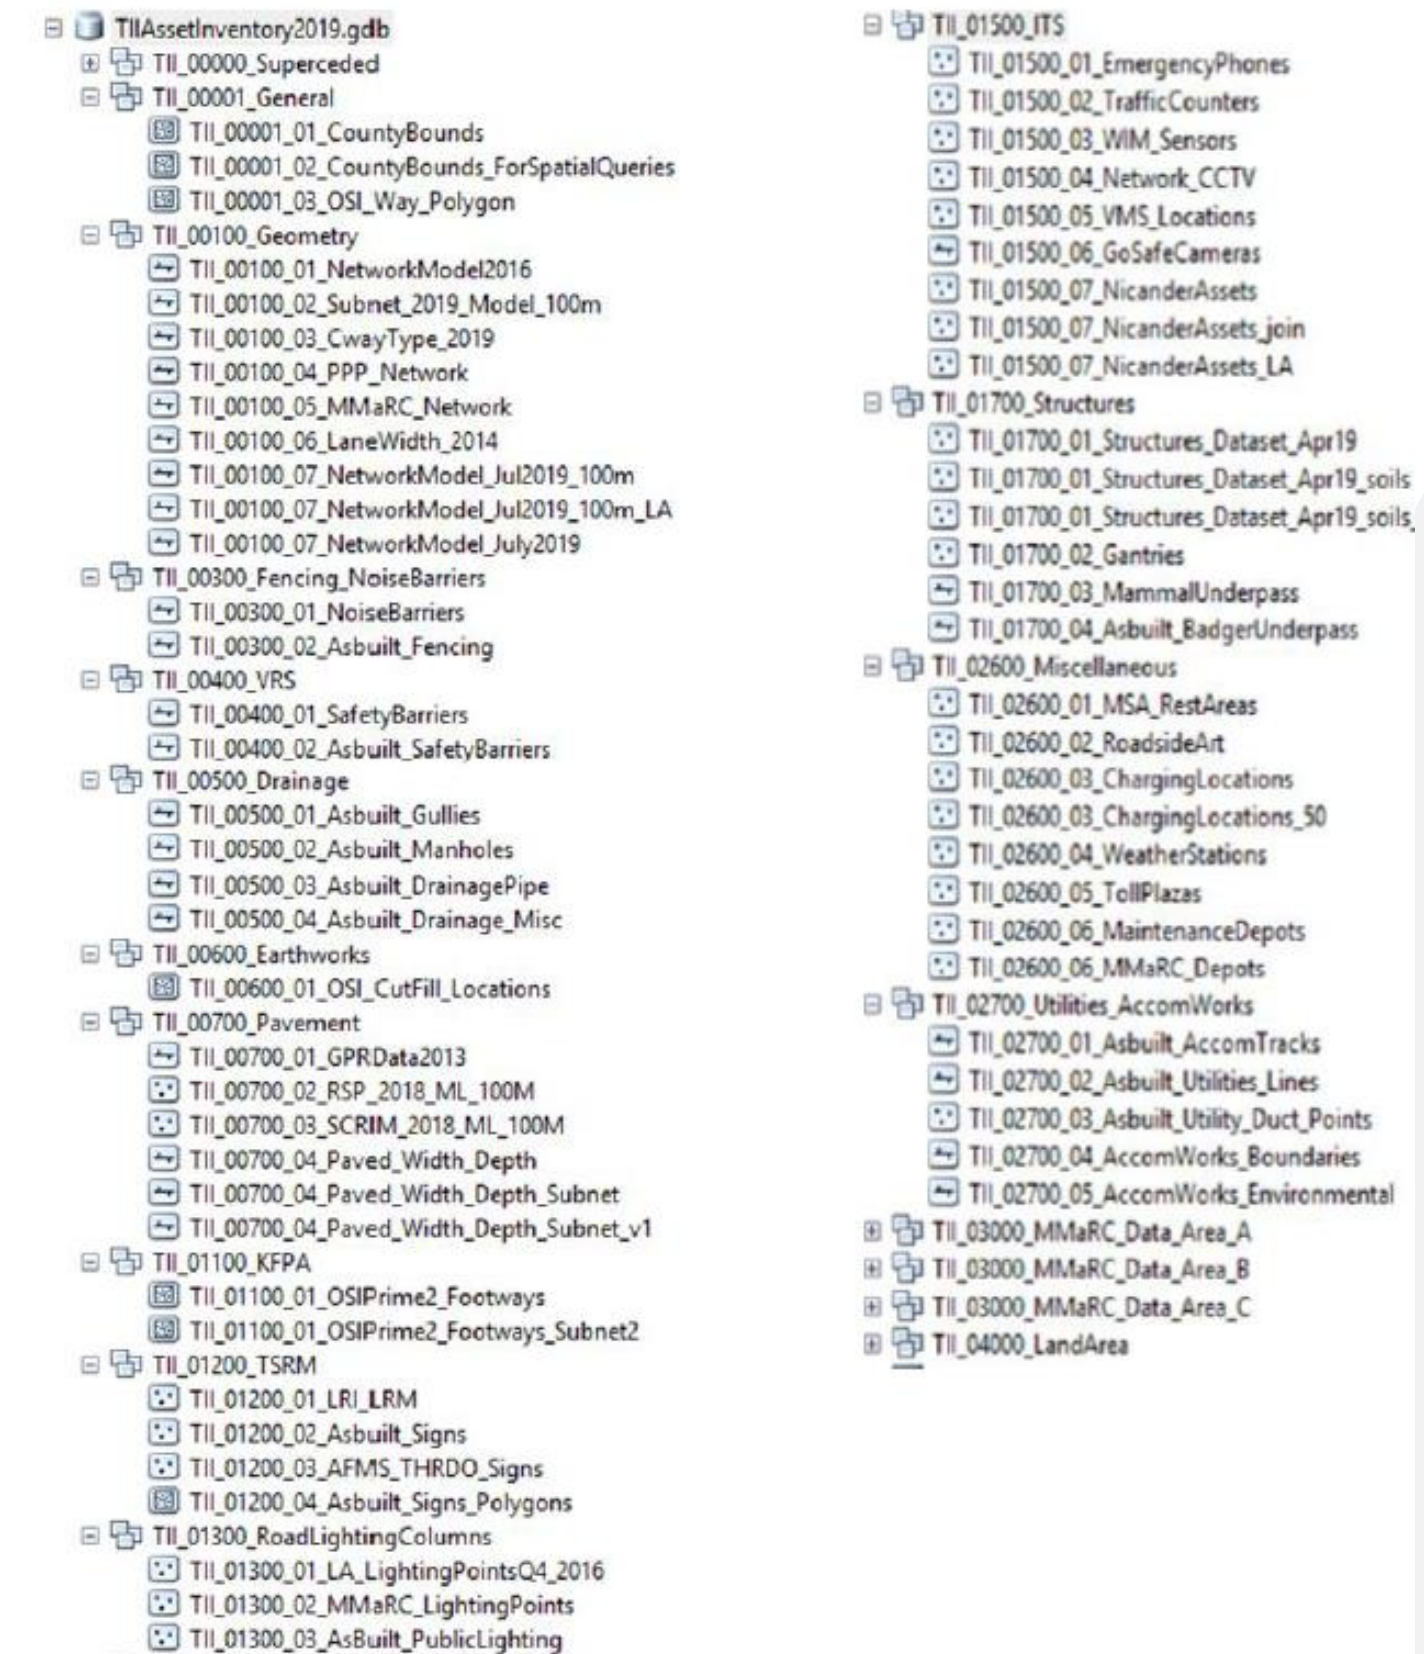 TIIAssetInventory2019.gdb
TII_00000_Superceded
TII_00001_General
TII_00001_01_CountyBounds
TII_00001_02_CountyBounds_ForSpatialQueries
TII_00001_03_OSI_Way_Polygon
TII_00100_Geometry
TII_00100_01_NetworkModel2016
TII_00100_02_Subnet_2019_Model_100m
TII_00100_03_CwayType_2019
TII_00100_04_PPP_Network
TII_00100_05_MMaRC_Network
TII_00100_06_LaneWidth_2014
TII_00100_07_NetworkModel_Jul2019_100m
TII_00100_07_NetworkModel_Jul2019_100m_LA
TII_00100_07_NetworkModel_July2019
TII_00300_Fencing_NoiseBarriers
TII_00300_01_NoiseBarriers
TII_00300_02_Asbuilt_Fencing
TII_00400_VRS
TII_00400_01_SafetyBarriers
TII_00400_02_Asbuilt_SafetyBarriers
TII_00500_Drainage
TII_00500_01_Asbuilt_Gullies
TII_00500_02_Asbuilt_Manholes
TII_00500_03_Asbuilt_DrainagePipe
TII_00500_04_Asbuilt_Drainage_Misc
TII_00600_Earthworks
TII_00600_01_OSI_CutFill_Locations
TII_00700_Pavement
TII_00700_01_GPRData2013
TII_00700_02_RSP_2018_ML_100M
TII_00700_03_SCRIM_2018_ML_100M
TII_00700_04_Paved_Width_Depth
TII_00700_04_Paved_Width_Depth_Subnet
TII_00700_04_Paved_Width_Depth_Subnet_v1
TII_01100_KFPA
TII_01100_01_OSIPrime2_Footways
TII_01100_01_OSIPrime2_Footways_Subnet2
TII_01200_TSRM
TII_01200_01_LRI_LRM
TII_01200_02_Asbuilt_Signs
TII_01200_03_AFMS_THRDO_Signs
TII_01200_04_Asbuilt_Signs_Polygons
TII_01300_RoadLightingColumns
TII_01300_01_LA_LightingPointsQ4_2016
TII_01300_02_MMaRC_LightingPoints
TII_01300_03_AsBuilt_PublicLighting
TII_01500_ITS
TII_01500_01_EmergencyPhones
TII_01500_02_TrafficCounters
TII_01500_03_WIM_Sensors
TII_01500_04_Network_CCTV
TII_01500_05_VMS_Locations
TII_01500_06_GoSafeCameras
TII_01500_07_NicanderAssets
TII_01500_07_NicanderAssets_join
TII_01500_07_NicanderAssets_LA
TII_01700_Structures
TII_01700_01_Structures_Dataset_Apr19
TII_01700_01_Structures_Dataset_Apr19_soils
TII_01700_01_Structures_Dataset_Apr19_soils_
TII_01700_02_Gantries
TII_01700_03_MammalUnderpass
TII_01700_04_Asbuilt_BadgerUnderpass
TII_02600_Miscellaneous
TII_02600_01_MSA_RestAreas
TII_02600_02_RoadsideArt
TII_02600_03_ChargingLocations
TII_02600_03_ChargingLocations_50
TII_02600_04_WeatherStations
TII_02600_05_TollPlazas
TII_02600_06_MaintenanceDepots
TII_02600_06_MMaRC_Depots
TII_02700_Utilities_AccomWorks
TII_02700_01_Asbuilt_AccomTracks
TII_02700_02_Asbuilt_Utilities_Lines
TII_02700_03_Asbuilt_Utility_Duct_Points
TII_02700_04_AccomWorks_Boundaries
TII_02700_05_AccomWorks_Environmental
TII_03000_MMaRC_Data_Area_A
TII_03000_MMaRC_Data_Area_B
TII_03000_MMaRC_Data_Area_C
TII_04000_LandArea